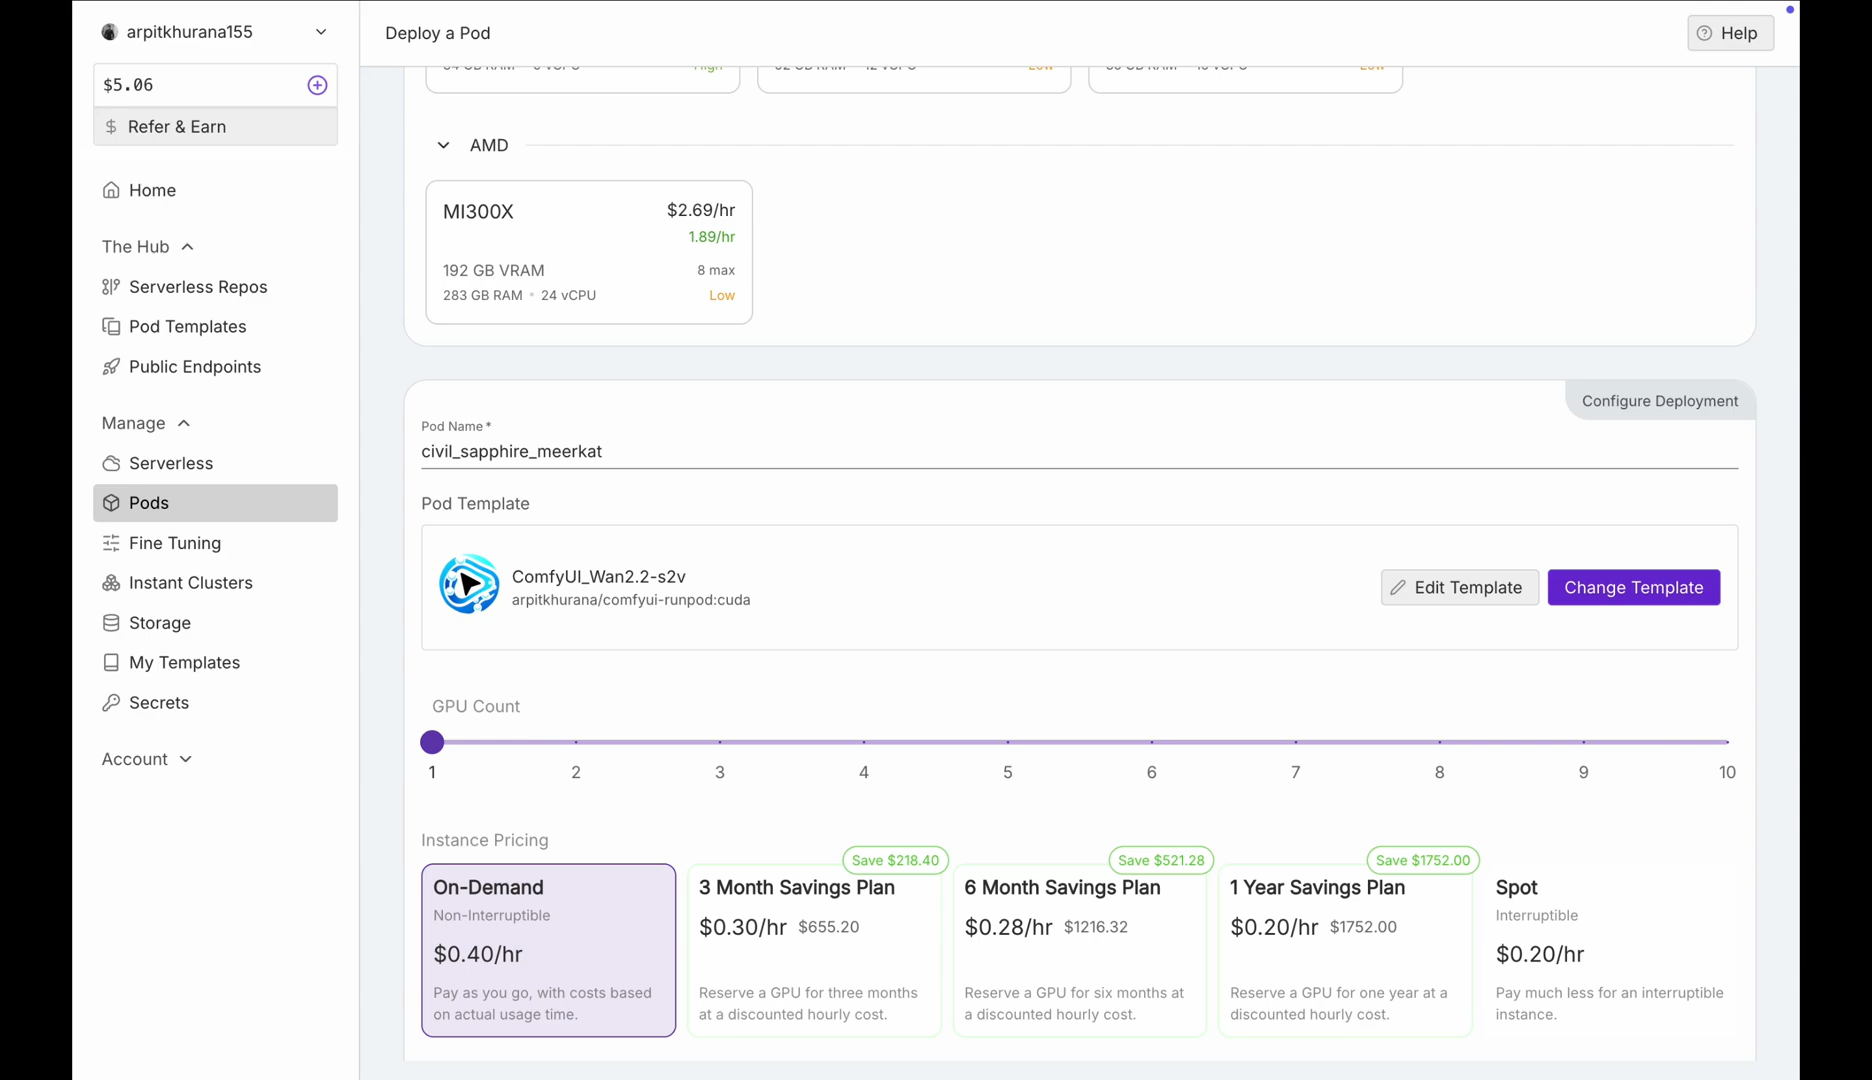 arpitkhurana155
$5.06
Refer & Earn
Home
The Hub
Serverless Repos
Pod Templates
Public Endpoints
Manage
Serverless
Pods
Fine Tuning
Instant Clusters
Storage
My Templates
Secrets
Account
Deploy a Pod
Help
AMD
MI300X
$2.69/hr
1.89/hr
192 GB VRAM
8 max
283 GB RAM • 24 vCPU
Low
Configure Deployment
Pod Name *
civil_sapphire_meerkat
Pod Template
ComfyUI_Wan2.2-s2v
arpitkhurana/comfyui-runpod:cuda
Edit Template
Change Template
GPU Count
1 2 3 4 5 6 7 8 9 10
Instance Pricing
On-Demand
Non-Interruptible
$0.40/hr
Pay as you go, with costs based
on actual usage time.
Save $218.40
3 Month Savings Plan
$0.30/hr $655.20
Reserve a GPU for three months
at a discounted hourly cost.
Save $521.28
6 Month Savings Plan
$0.28/hr $1216.32
Reserve a GPU for six months at
a discounted hourly cost.
Save $1752.00
1 Year Savings Plan
$0.20/hr $1752.00
Reserve a GPU for one year at a
discounted hourly cost.
Spot
Interruptible
$0.20/hr
Pay much less for an interruptible
instance.